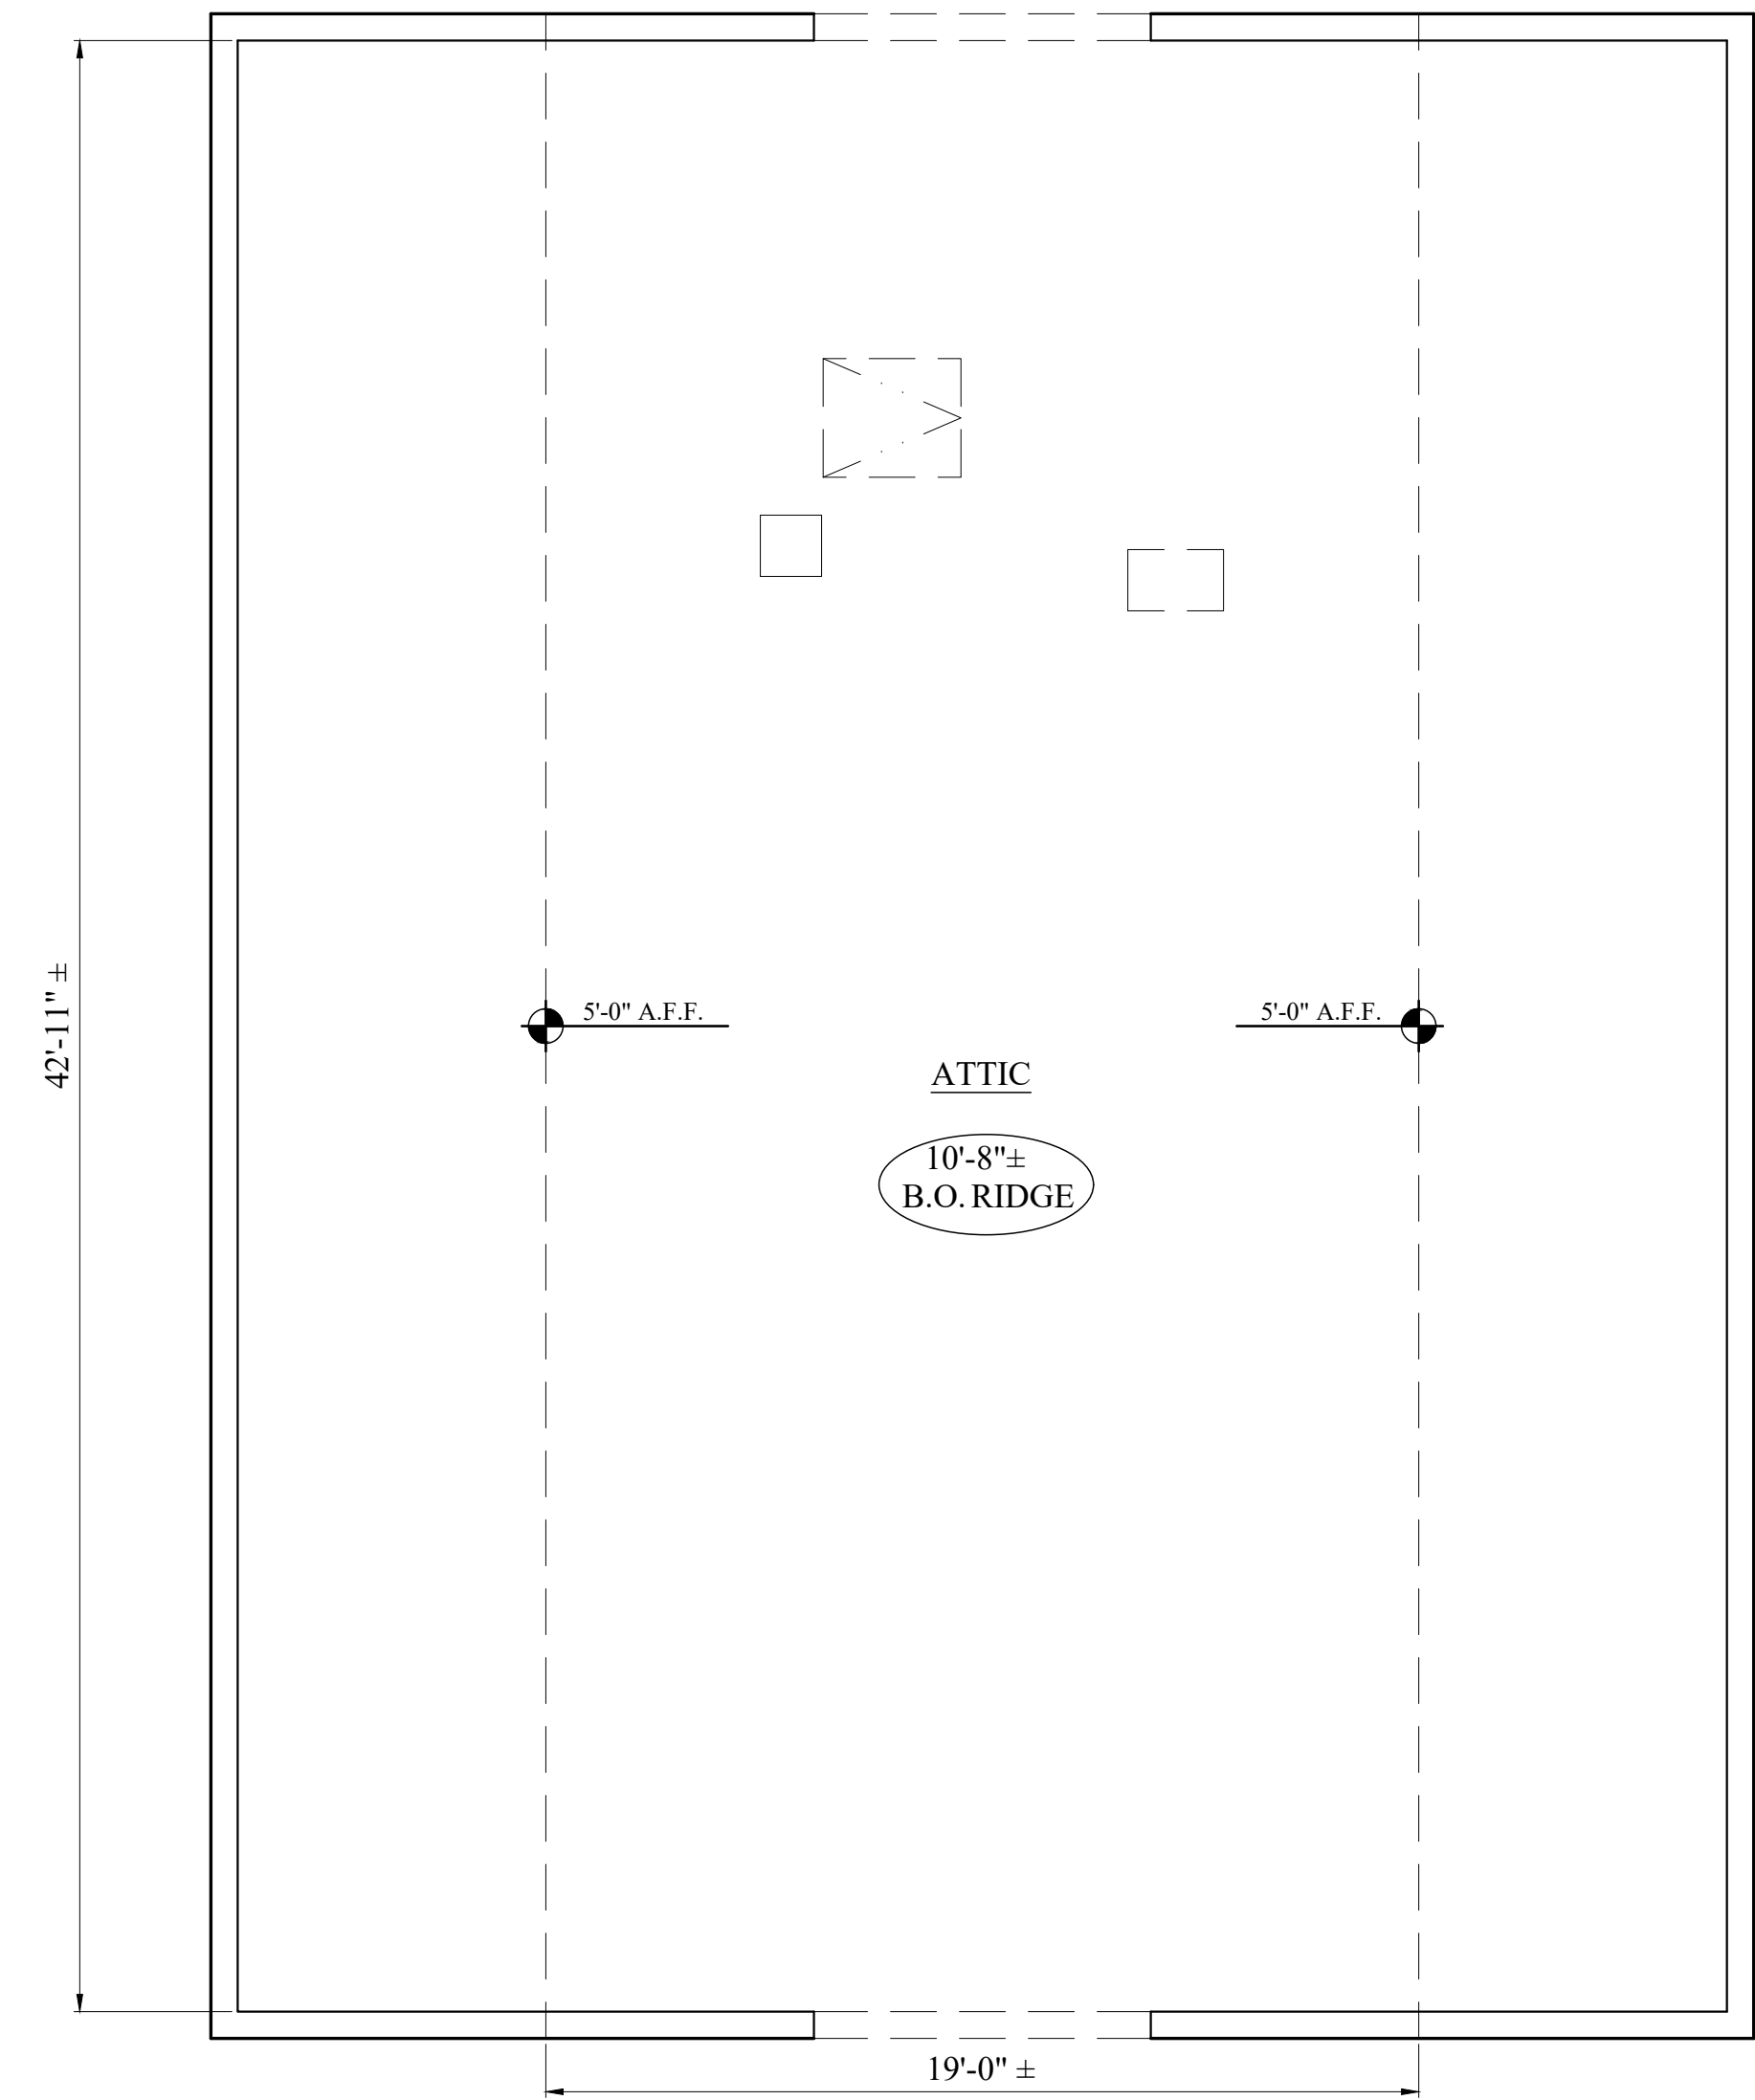 42'-11" ±
5'-0" A.F.F.
5'-0" A.F.F.
ATTIC
10'-8"±
B.O. RIDGE
19'-0" ±